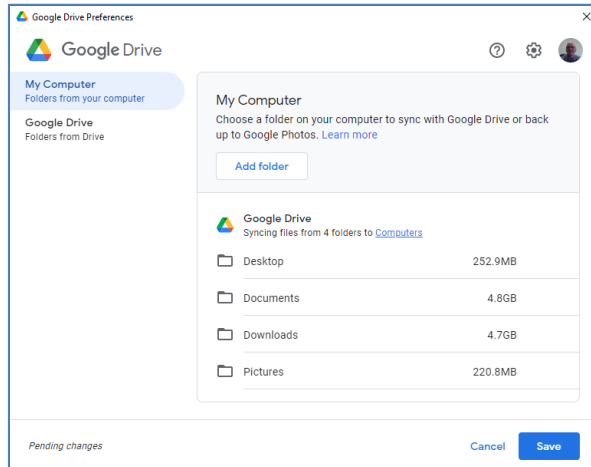 Google Drive Preferences
Google Drive
My Computer
Folders from your computer
Google Drive
Folders from Drive
My Computer
Choose a folder on your computer to sync with Google Drive or back
up to Google Photos. Learn more
Add folder
Google Drive
Syncing files from 4 folders to Computers
Desktop 252.9MB
Documents 4.8GB
Downloads 4.7GB
Pictures 220.8MB
Pending changes
Cancel Save